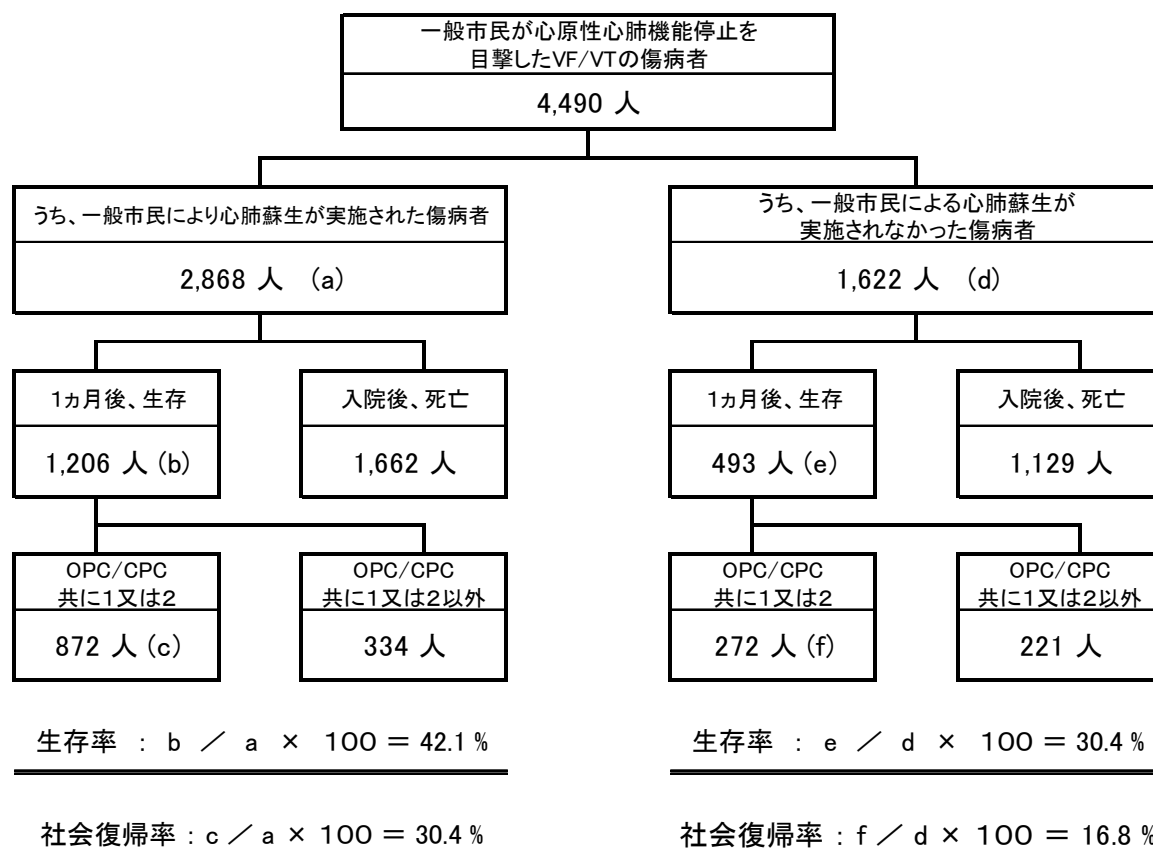 一般市民が心原性心肺機能停止を
目撃したVF/VTの傷病者
4,490 人
うち、一般市民により心肺蘇生が実施された傷病者
2,868 人 (a)
うち、一般市民による心肺蘇生が
実施されなかった傷病者
1,622 人 (d)
1ヵ月後、生存
1,206 人 (b)
入院後、死亡
1,662 人
1ヵ月後、生存
493 人 (e)
入院後、死亡
1,129 人
OPC/CPC
共に1又は2
872 人 (c)
OPC/CPC
共に1又は2以外
334 人
OPC/CPC
共に1又は2
272 人 (f)
OPC/CPC
共に1又は2以外
221 人
生存率 : b / a × 100 = 42.1 %
生存率 : e / d × 100 = 30.4 %
社会復帰率 : c / a × 100 = 30.4 %
社会復帰率 : f / d × 100 = 16.8 %